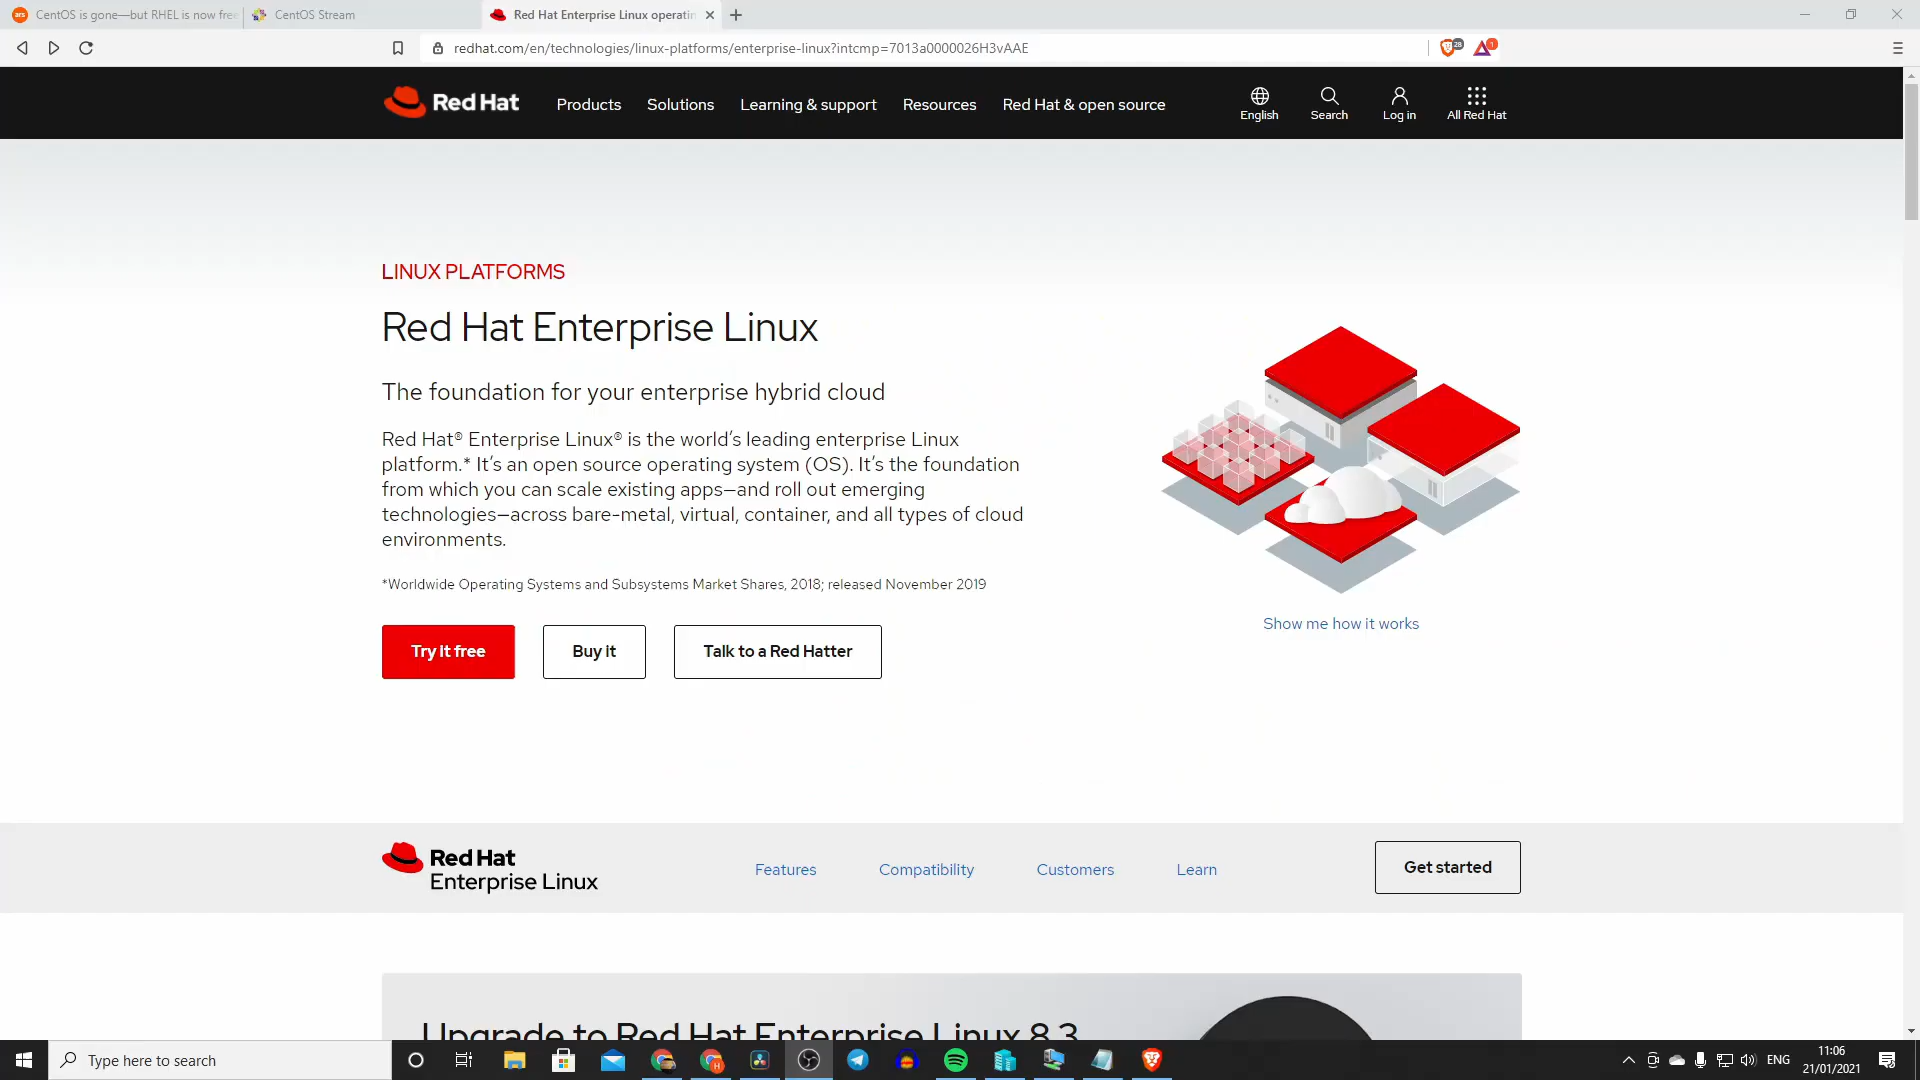 CentOS is gone—but RHEL is now free
CentOS Stream
Red Hat Enterprise Linux operatin
redhat.com/en/technologies/linux-platforms/enterprise-linux?intcmp=7013a0000026H3vAAE
28
1
Red Hat
Products
Solutions
Learning & support
Resources
Red Hat & open source
English
Search
Log in
All Red Hat
LINUX PLATFORMS
Red Hat Enterprise Linux
The foundation for your enterprise hybrid cloud
Red Hat® Enterprise Linux® is the world’s leading enterprise Linux
platform.* It’s an open source operating system (OS). It’s the foundation
from which you can scale existing apps—and roll out emerging
technologies—across bare-metal, virtual, container, and all types of cloud
environments.
*Worldwide Operating Systems and Subsystems Market Shares, 2018; released November 2019
Try it free
Buy it
Talk to a Red Hatter
Show me how it works
Red Hat
Enterprise Linux
Features
Compatibility
Customers
Learn
Get started
Upgrade to Red Hat Enterprise Linux 8.3
Type here to search
ENG
11:06
21/01/2021